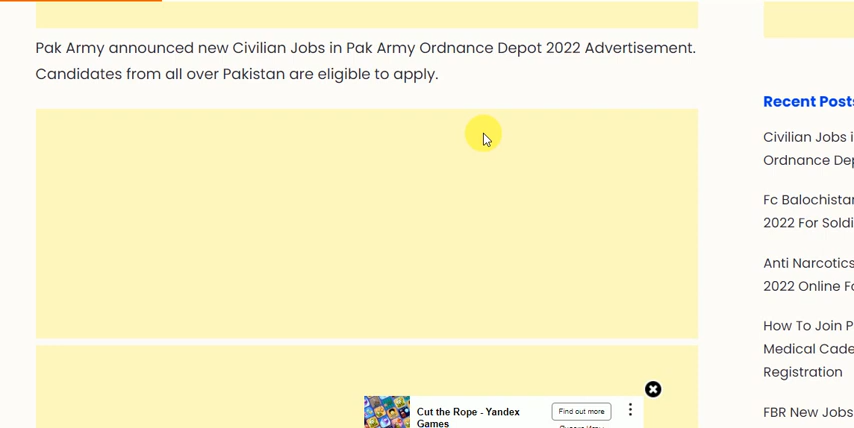 Pak Army announced new Civilian Jobs in Pak Army Ordnance Depot 2022 Advertisement.
Candidates from all over Pakistan are eligible to apply.
Recent Posts
Civilian Jobs i
Ordnance De
Fc Balochista
2022 For Soldi
Anti Narcotics
2022 Online Fo
How To Join P
Medical Cade
Registration
FBR New Jobs
Cut the Rope - Yandex
Games
Find out more